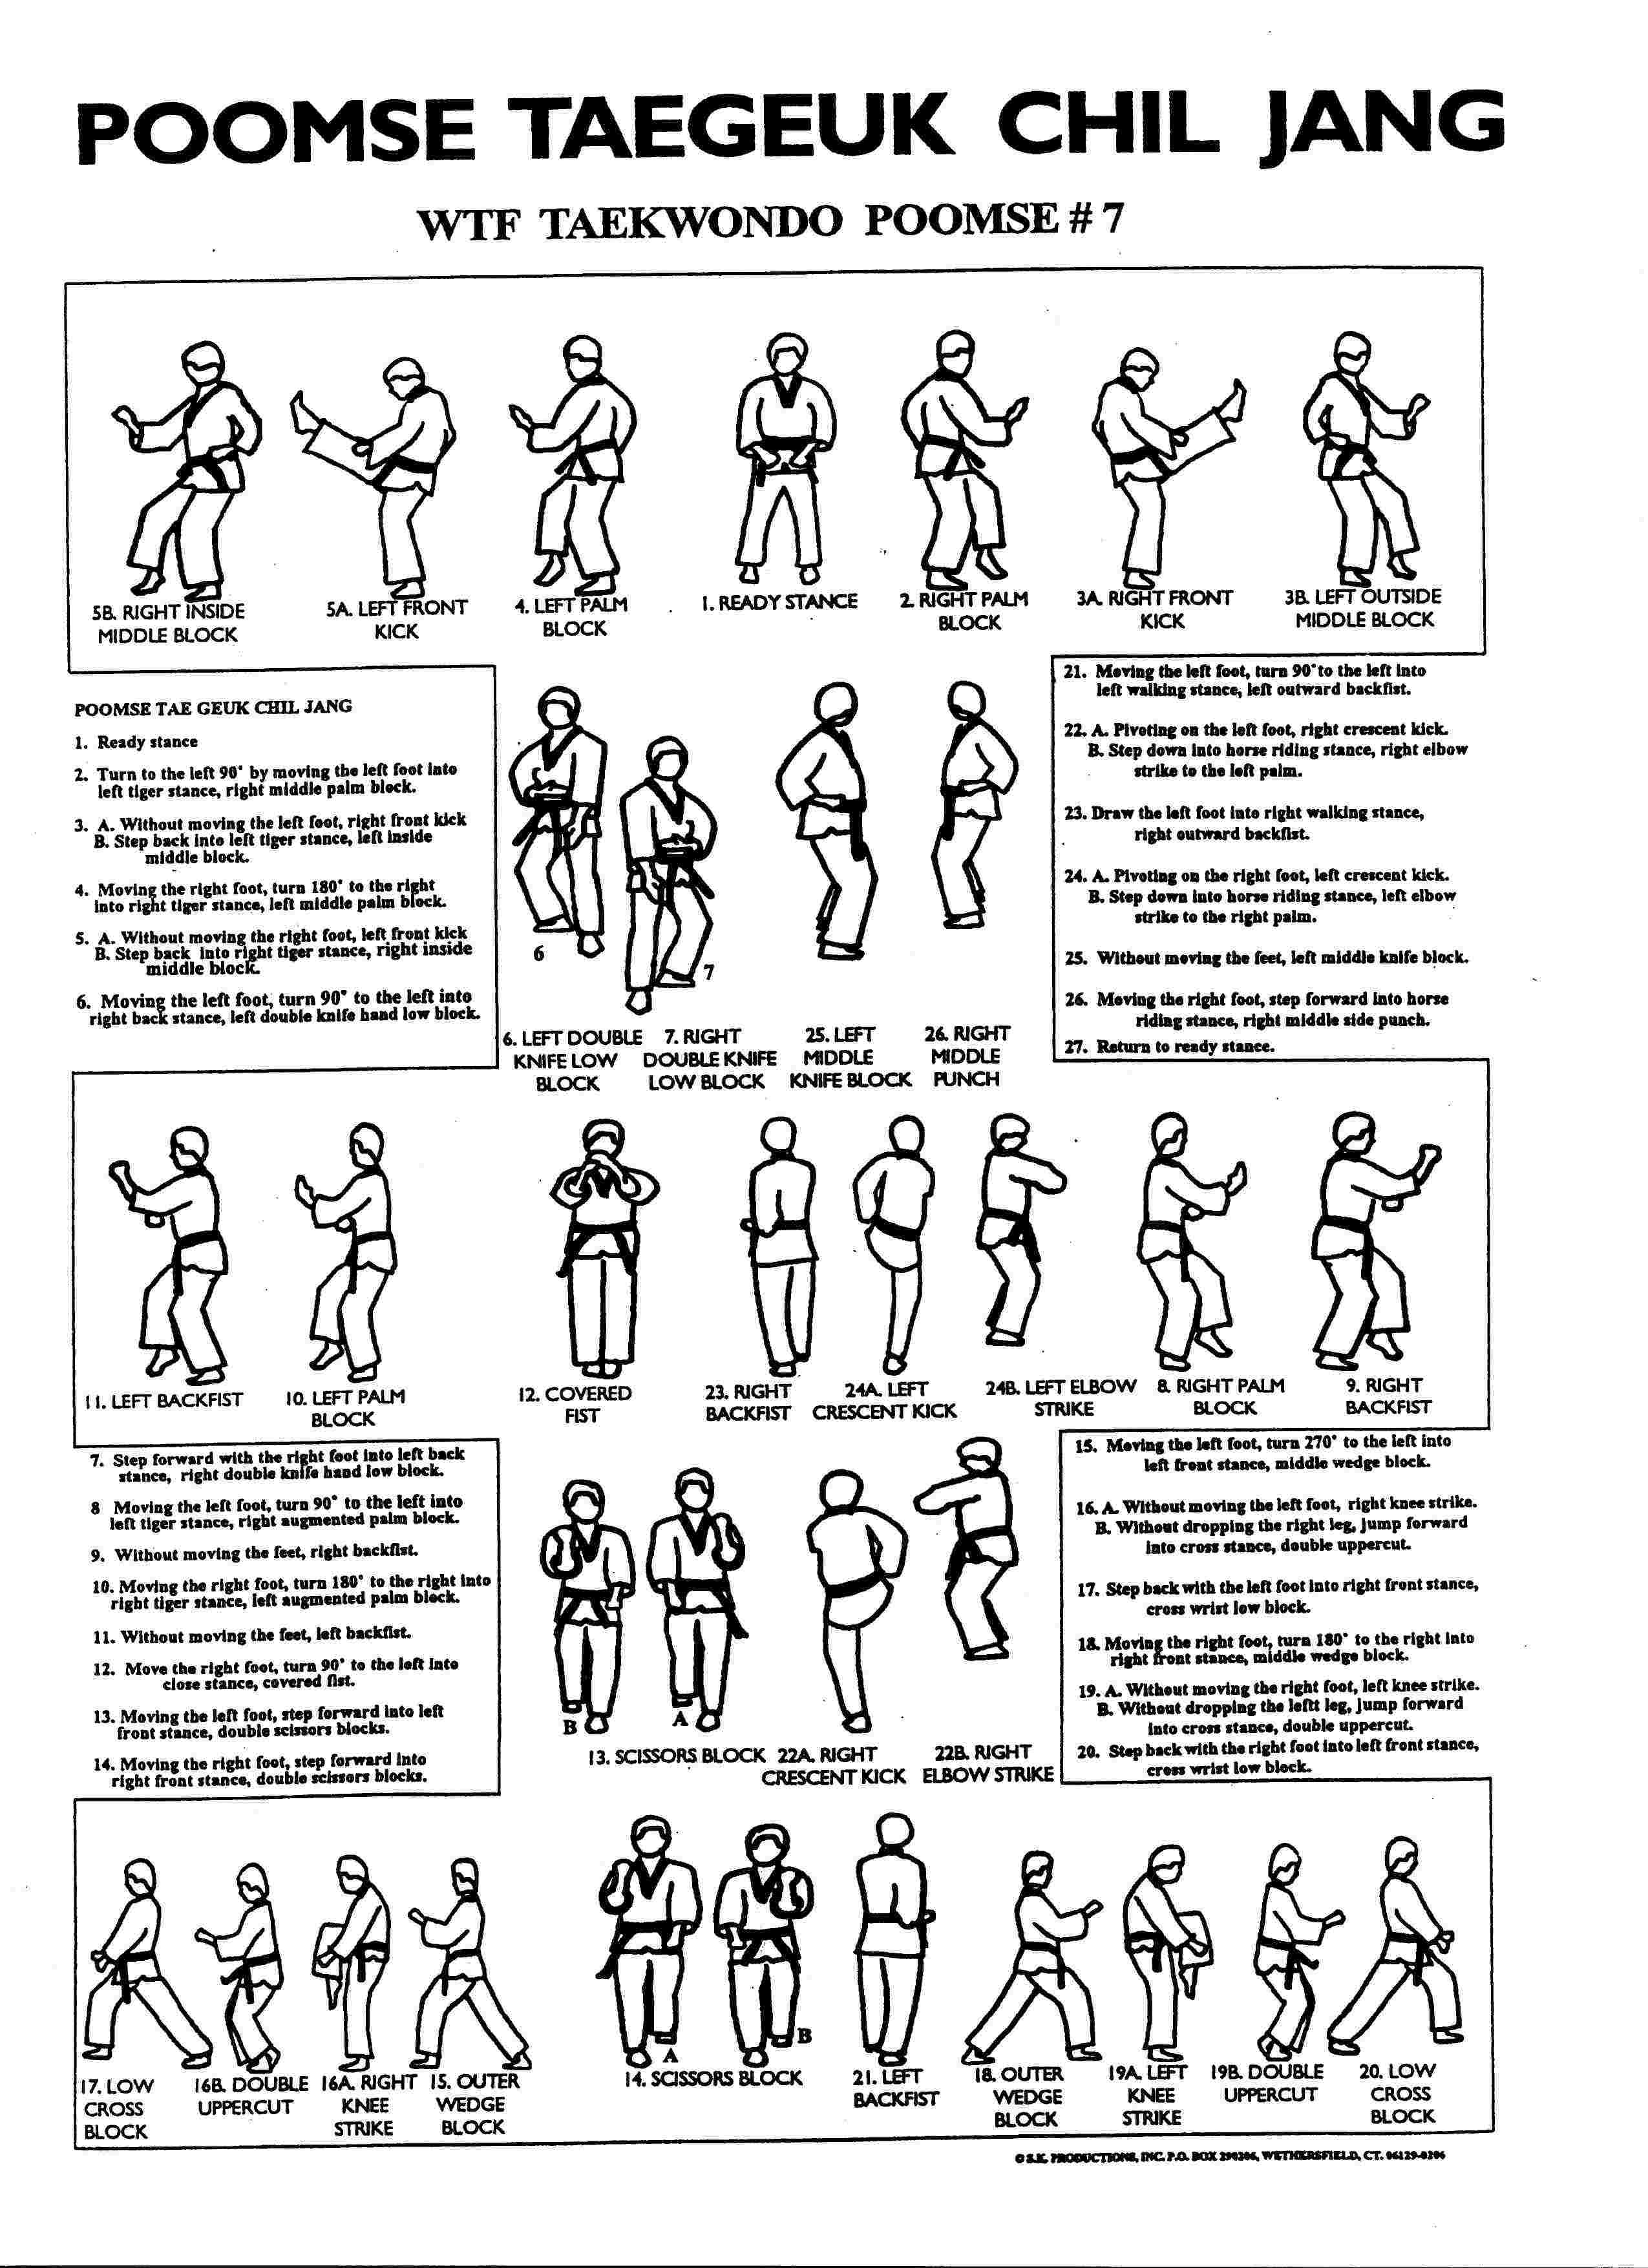 POOMSE TAEGEUK CHIL JANG
WTF TAEKWONDO POOMSE # 7
5B. RIGHT INSIDE
MIDDLE BLOCK
5A. LEFT FRONT
KICK
4. LEFT PALM
BLOCK
1. READY STANCE
2. RIGHT PALM
BLOCK
3A. RIGHT FRONT
KICK
3B. LEFT OUTSIDE
MIDDLE BLOCK
POOMSE TAE GEUK CHIL JANG
1. Ready stance
2. Turn to the left 90° by moving the left foot into
left tiger stance, right middle palm block.
3. A. Without moving the left foot, right front kick
B. Step back into left tiger stance, left inside
middle block.
4. Moving the right foot, turn 180° to the right
into right tiger stance, left middle palm block.
5. A. Without moving the right foot, left front kick
B. Step back into right tiger stance, right inside
middle block.
6. Moving the left foot, turn 90° to the left into
right back stance, left double knife hand low block.
6
7
6. LEFT DOUBLE
KNIFE LOW
BLOCK
7. RIGHT
DOUBLE KNIFE
LOW BLOCK
25. LEFT
MIDDLE
KNIFE BLOCK
26. RIGHT
MIDDLE
PUNCH
21. Moving the left foot, turn 90° to the left into
left walking stance, left outward backfist.
22. A. Pivoting on the left foot, right crescent kick.
B. Step down into horse riding stance, right elbow
strike to the left palm.
23. Draw the left foot into right walking stance,
right outward backfist.
24. A. Pivoting on the right foot, left crescent kick.
B. Step down into horse riding stance, left elbow
strike to the right palm.
25. Without moving the feet, left middle knife block.
26. Moving the right foot, step forward into horse
riding stance, right middle side punch.
27. Return to ready stance.
11. LEFT BACKFIST
10. LEFT PALM
BLOCK
12. COVERED
FIST
23. RIGHT
BACKFIST
24A. LEFT
CRESCENT KICK
24B. LEFT ELBOW
STRIKE
8. RIGHT PALM
BLOCK
9. RIGHT
BACKFIST
7. Step forward with the right foot into left back
stance, right double knife hand low block.
8 Moving the left foot, turn 90° to the left into
left tiger stance, right augmented palm block.
9. Without moving the feet, right backfist.
10. Moving the right foot, turn 180° to the right into
right tiger stance, left augmented palm block.
11. Without moving the feet, left backfist.
12. Move the right foot, turn 90° to the left into
close stance, covered fist.
13. Moving the left foot, step forward into left
front stance, double scissors blocks.
14. Moving the right foot, step forward into
right front stance, double scissors blocks.
B
A
13. SCISSORS BLOCK
22A. RIGHT
CRESCENT KICK
22B. RIGHT
ELBOW STRIKE
15. Moving the left foot, turn 270° to the left into
left front stance, middle wedge block.
16. A. Without moving the left foot, right knee strike.
B. Without dropping the right leg, jump forward
into cross stance, double uppercut.
17. Step back with the left foot into right front stance,
cross wrist low block.
18. Moving the right foot, turn 180° to the right into
right front stance, middle wedge block.
19. A. Without moving the right foot, left knee strike.
B. Without dropping the leftt leg, jump forward
into cross stance, double uppercut.
20. Step back with the right foot into left front stance,
cross wrist low block.
17. LOW
CROSS
BLOCK
16B. DOUBLE
UPPERCUT
16A. RIGHT
KNEE
STRIKE
15. OUTER
WEDGE
BLOCK
A
B
14. SCISSORS BLOCK
21. LEFT
BACKFIST
18. OUTER
WEDGE
BLOCK
19A. LEFT
KNEE
STRIKE
19B. DOUBLE
UPPERCUT
20. LOW
CROSS
BLOCK
© S.K. PRODUCTIONS, INC. P.O. BOX 290206, WETHERSFIELD, CT. 06129-0206